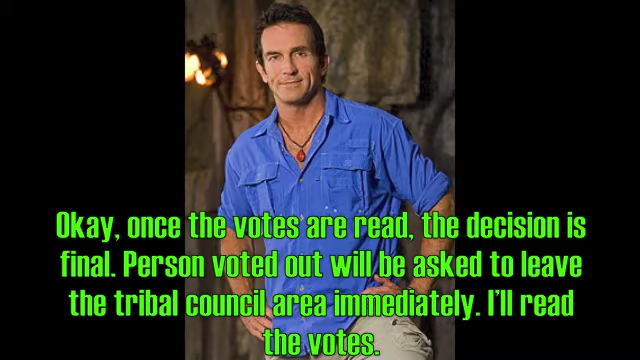 Okay, once the votes are read, the decision is
final. Person voted out will be asked to leave
the tribal council area immediately. I'll read
the votes.